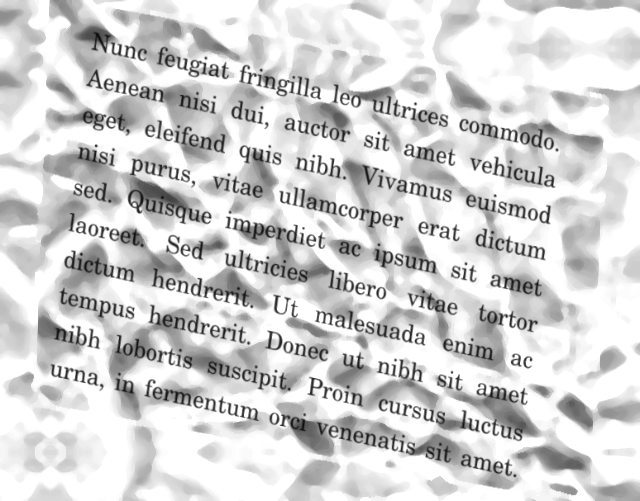 Nunc feugiat fringilla leo ultrices commodo.
Aenean nisi dui, auctor sit amet vehicula
eget, eleifend quis nibh. Vivamus euismod
nisi purus, vitae ullamcorper erat dictum
sed. Quisque imperdiet ac ipsum sit amet
laoreet. Sed ultricies libero vitae tortor
dictum hendrerit. Ut malesuada enim ac
tempus hendrerit. Donec ut nibh sit amet
nibh lobortis suscipit. Proin cursus luctus
urna, in fermentum orci venenatis sit amet.